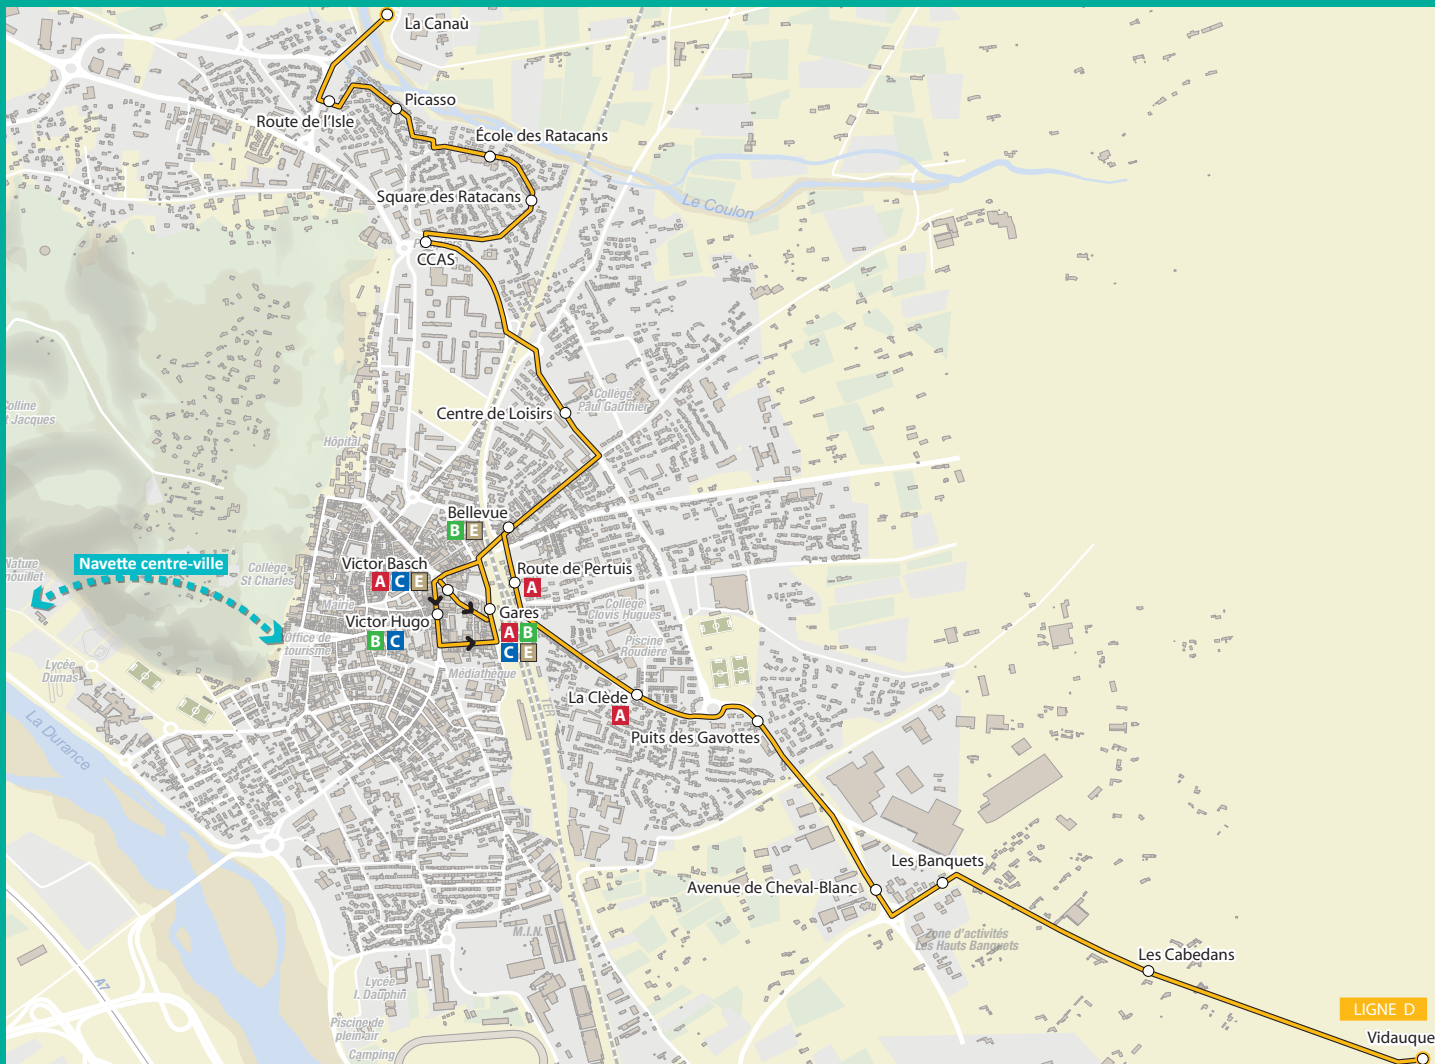 La Canaù
Picasso
Route de l'Isle
École des Ratacans
Square des Ratacans
Le Coulon
CCAS
Centre de Loisirs
Collège
Paul Gauthier
Colline
St Jacques
Hôpital
Bellevue
B E
Navette centre-ville
Victor Basch
A C E
Route de Pertuis
A
Collège
St Charles
Mairie
Victor Hugo
B C
Gares
A B
C E
Collège
Clovis Hugues
Piscine
Roudière
Office de
tourisme
Médiathèque
Lycée
Dumas
La Clède
A
Puits des Gavottes
La Durance
Les Banquets
Avenue de Cheval-Blanc
Zone d'activités
Les Hauts Banquets
M.I.N.
Les Cabedans
A7
Lycée
I. Dauphin
LIGNE D
Piscine de
plein air
Vidauque
Camping